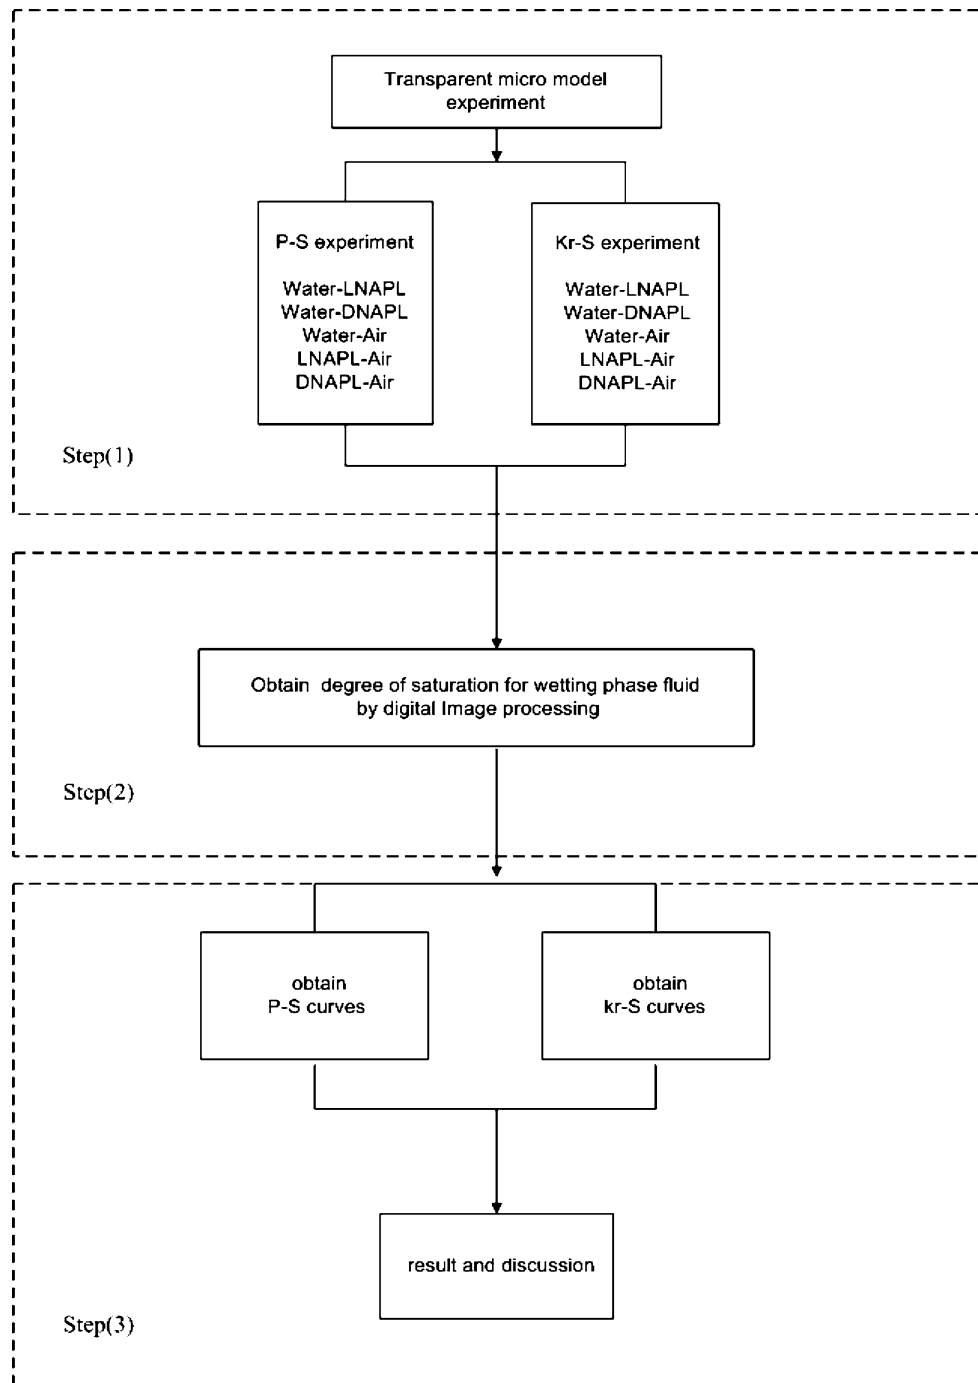 Transparent micro model
experiment
P-S experiment
Water-LNAPL
Water-DNAPL
Water-Air
LNAPL-Air
DNAPL-Air
Kr-S experiment
Water-LNAPL
Water-DNAPL
Water-Air
LNAPL-Air
DNAPL-Air
Step(1)
Obtain degree of saturation for wetting phase fluid
by digital Image processing
Step(2)
obtain
P-S curves
obtain
kr-S curves
result and discussion
Step(3)